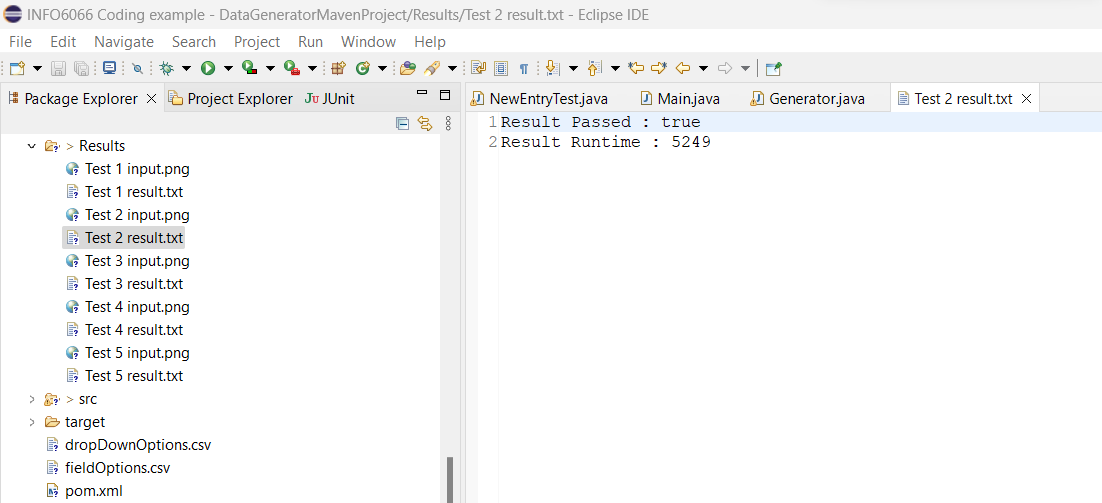 INFO6066 Coding example - DataGeneratorMavenProject/Results/Test 2 result.txt - Eclipse IDE
File Edit Navigate Search Project Run Window Help
Package Explorer Project Explorer JU JUnit
NewEntryTest.java Main.java Generator.java Test 2 result.txt
1 Result Passed : true
2 Result Runtime : 5249
> Results
Test 1 input.png
Test 1 result.txt
Test 2 input.png
Test 2 result.txt
Test 3 input.png
Test 3 result.txt
Test 4 input.png
Test 4 result.txt
Test 5 input.png
Test 5 result.txt
> src
target
dropDownOptions.csv
fieldOptions.csv
pom.xml